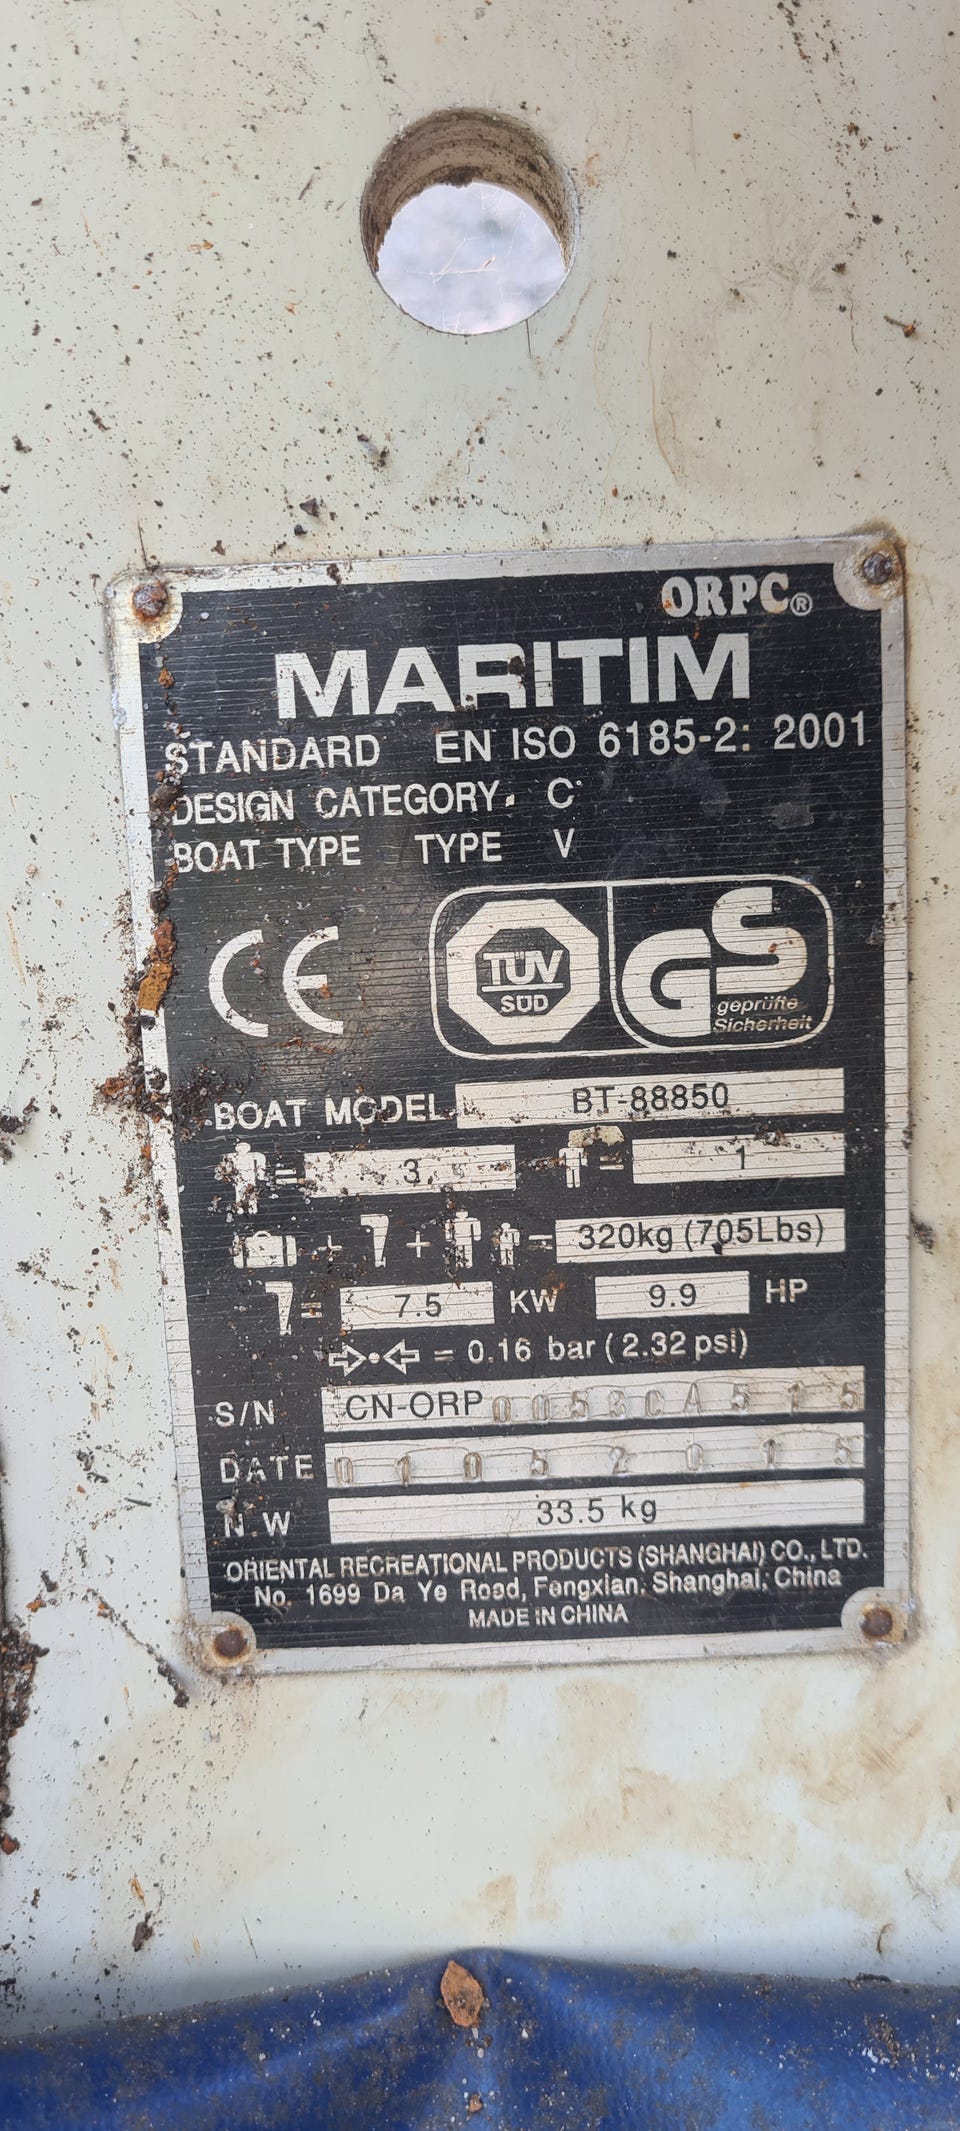 ORPC®
MARITIM
STANDARD EN ISO 6185-2: 2001
DESIGN CATEGORY. C
BOAT TYPE TYPE V
CE
TÜV
SÜD
GS
geprüfte
Sicherheit
BOAT MODEL BT-88850
= 3 = 1
+ + = 320kg (705Lbs)
= 7.5 KW 9.9 HP
= 0.16 bar (2.32 psi)
S/N CN-ORP
DATE 01052015
N.W 33.5 kg
ORIENTAL RECREATIONAL PRODUCTS (SHANGHAI) CO., LTD.
No. 1699 Da Ye Road, Fengxian, Shanghai, China
MADE IN CHINA